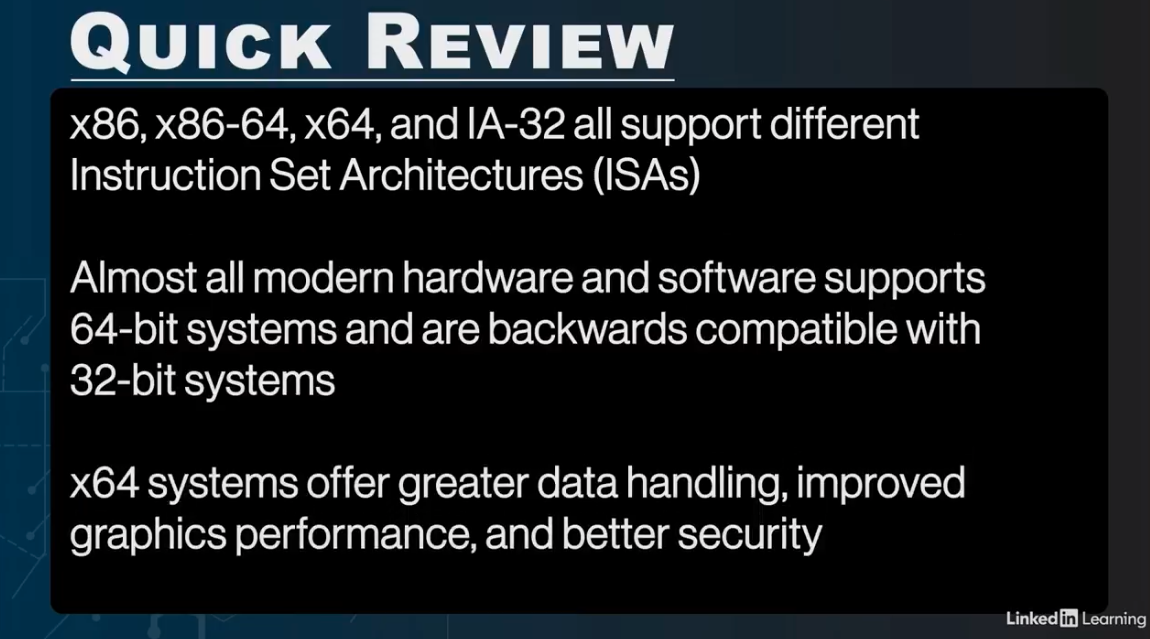 QUICK REVIEW
x86, x86-64, x64, and IA-32 all support different
Instruction Set Architectures (ISAs)
Almost all modern hardware and software supports
64-bit systems and are backwards compatible with
32-bit systems
x64 systems offer greater data handling, improved
graphics performance, and better security
Linked in Learning